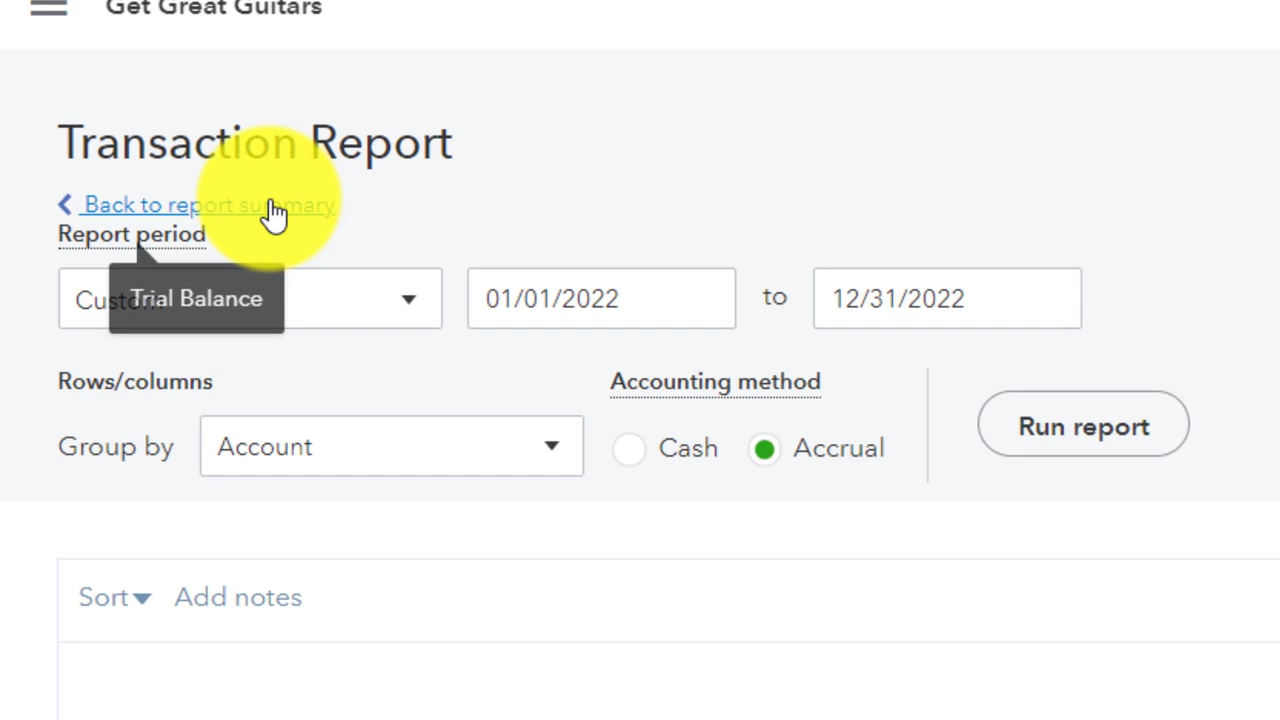 Get Great Guitars
Transaction Report
Back to report summary
Report period
Trial Balance
01/01/2022 to 12/31/2022
Rows/columns Accounting method
Group by Account Cash Accrual Run report
Sort Add notes